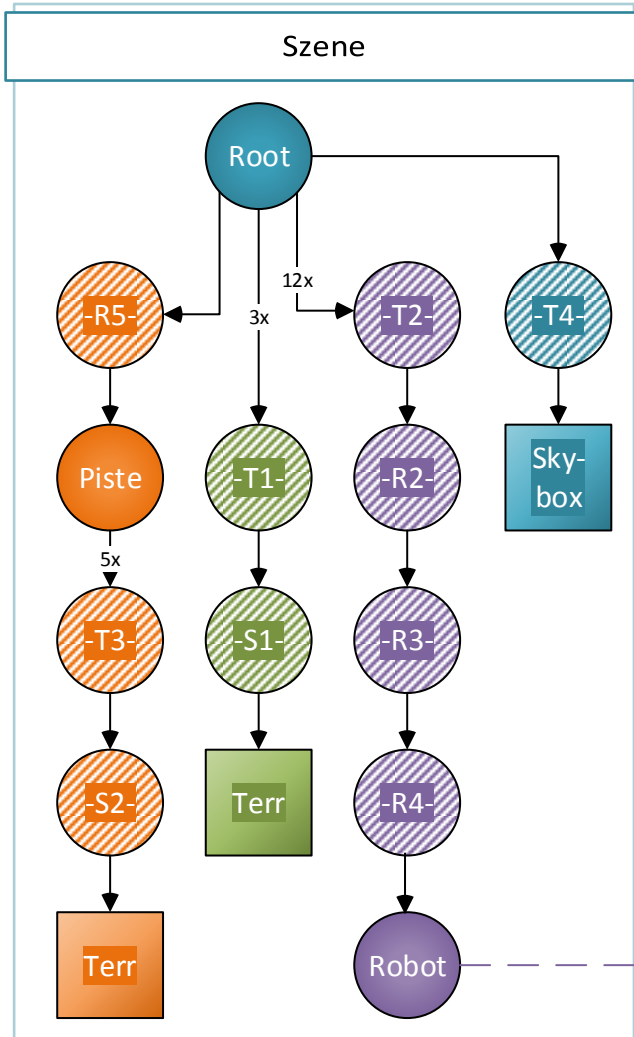 Szene
Root
12x
3x
-R5-
-T2-
-T4-
Piste
-T1-
-R2-
Sky-
box
5x
-T3-
-S1-
-R3-
-S2-
Terr
-R4-
Terr
Robot